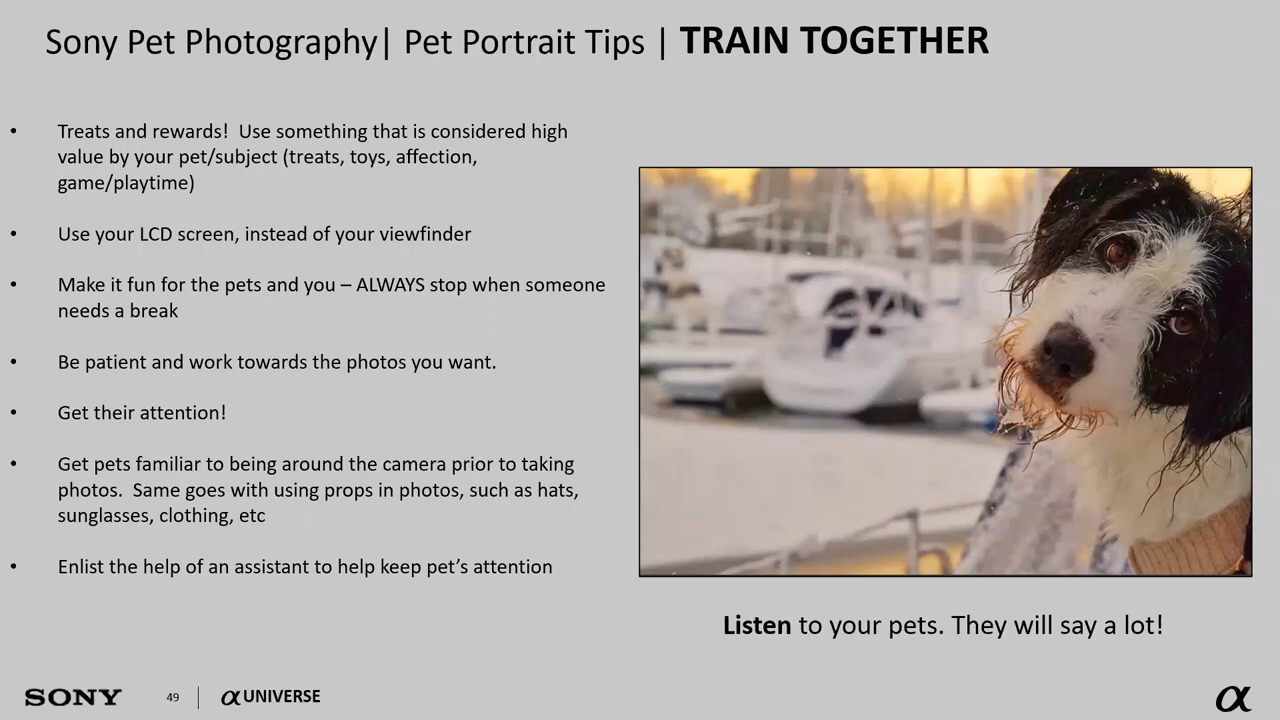 Sony Pet Photography| Pet Portrait Tips | TRAIN TOGETHER
• Treats and rewards!  Use something that is considered high
value by your pet/subject (treats, toys, affection,
game/playtime)
• Use your LCD screen, instead of your viewfinder
• Make it fun for the pets and you – ALWAYS stop when someone
needs a break
• Be patient and work towards the photos you want.
• Get their attention!
• Get pets familiar to being around the camera prior to taking
photos.  Same goes with using props in photos, such as hats,
sunglasses, clothing, etc
• Enlist the help of an assistant to help keep pet’s attention
Listen to your pets. They will say a lot!
SONY 49 | α UNIVERSE α